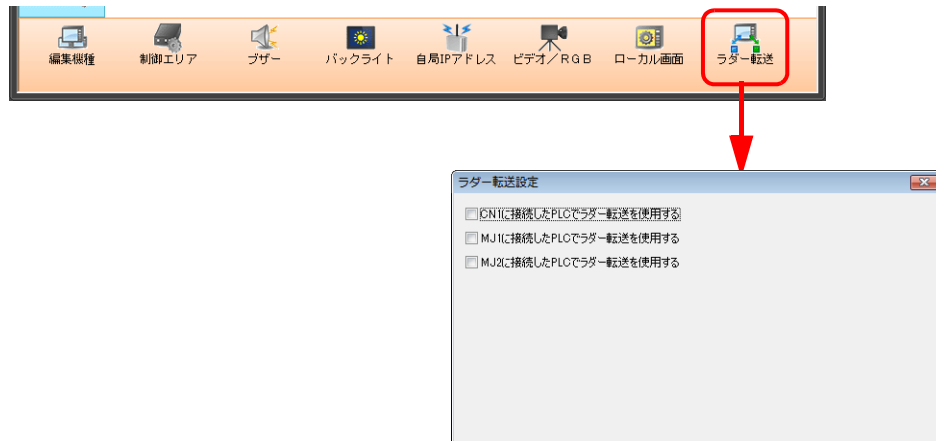 編集機種 制御エリア ブザー バックライト 自局IPアドレス ビデオ/RGB ローカル画面 ラダー転送
ラダー転送設定
CN1に接続したPLCでラダー転送を使用する
MJ1に接続したPLCでラダー転送を使用する
MJ2に接続したPLCでラダー転送を使用する